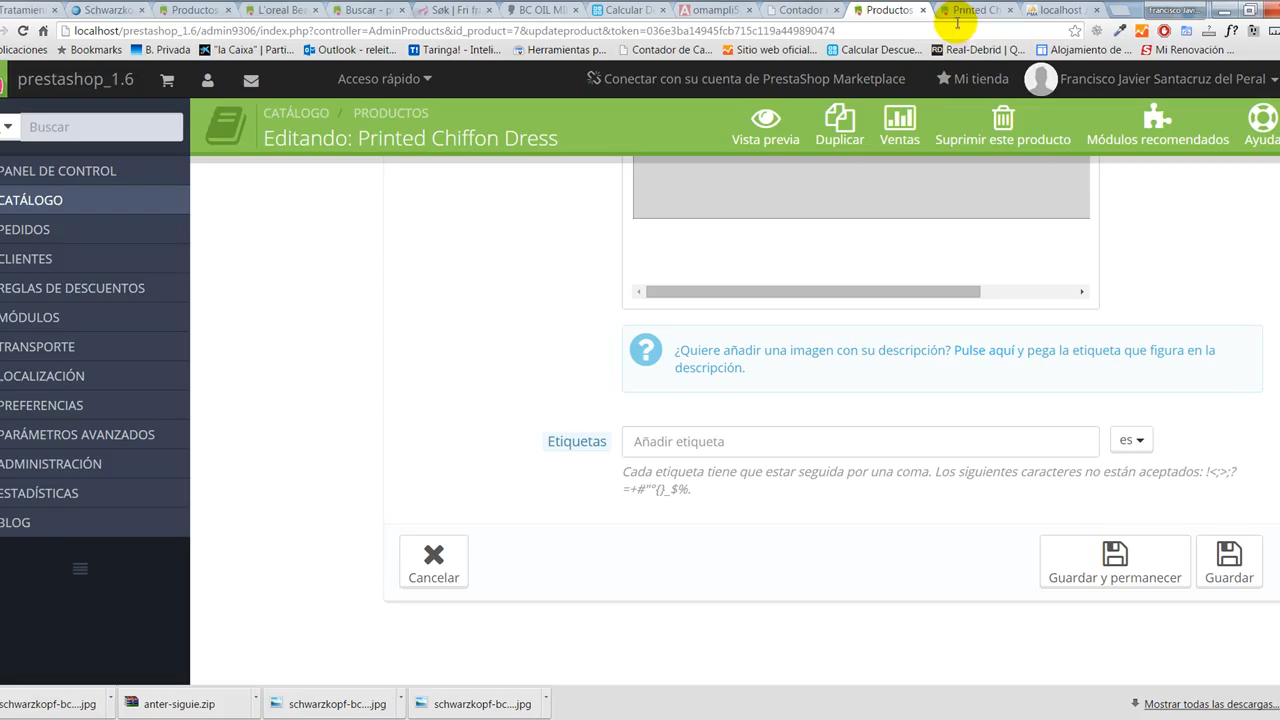 Tratamien
Schwarzko
Productos
L'oreal Be
Buscar - p
Søk | Fri fra
BC OIL MI
Calcular D
omampliS
Contador
Productos
Printed Ch
localhost
Francisco Javi...
localhost/prestashop_1.6/admin9306/index.php?controller=AdminProducts&id_product=7&updateproduct&token=036e3ba14945fcb715c119a449890474
aciones
Bookmarks
B. Privada
"la Caixa" | Parti...
Outlook - releit...
Taringa! - Inteli...
Herramientas p...
Contador de Ca...
Sitio web oficial...
Calcular Descue...
Real-Debrid | Q...
Alojamiento de ...
Mi Renovación ...
prestashop_1.6
Acceso rápido
Conectar con su cuenta de PrestaShop Marketplace
Mi tienda
Francisco Javier Santacruz del Peral
Buscar
CATÁLOGO / PRODUCTOS
Editando: Printed Chiffon Dress
Vista previa
Duplicar
Ventas
Suprimir este producto
Módulos recomendados
Ayuda
PANEL DE CONTROL
CATÁLOGO
PEDIDOS
CLIENTES
REGLAS DE DESCUENTOS
MÓDULOS
TRANSPORTE
LOCALIZACIÓN
PREFERENCIAS
PARÁMETROS AVANZADOS
ADMINISTRACIÓN
ESTADÍSTICAS
BLOG
¿Quiere añadir una imagen con su descripción? Pulse aquí y pega la etiqueta que figura en la
descripción.
Etiquetas
Añadir etiqueta
es
Cada etiqueta tiene que estar seguida por una coma. Los siguientes caracteres no están aceptados: !<;>;?
=+#"°{}_$%.
Cancelar
Guardar y permanecer
Guardar
schwarzkopf-bc....jpg
anter-siguie.zip
schwarzkopf-bc....jpg
schwarzkopf-bc....jpg
Mostrar todas las descargas...